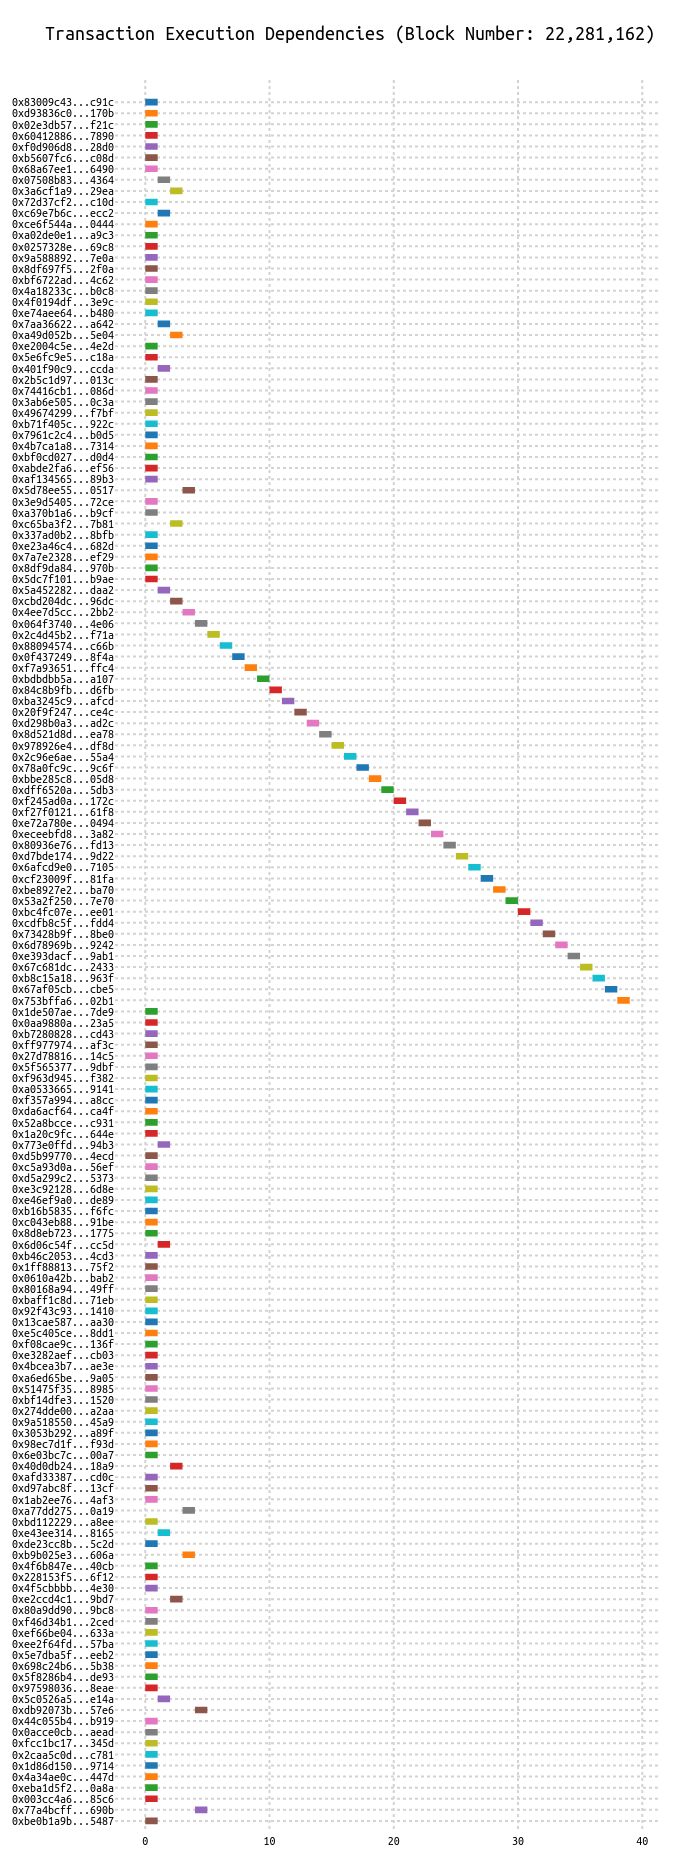 Transaction Execution Dependencies (Block Number: 22,281,162)
0x83009c43...c91c
0xd93836c0...170b
0x02e3db57...f21c
0x60412886...7890
0xf0d906d8...28d0
0xb5607fc6...c08d
0x68a67ee1...6490
0x07508b83...4364
0x3a6cf1a9...29ea
0x72d37cf2...c10d
0xc69e7b6c...ecc2
0xce6f544a...0444
0xa02de0e1...a9c3
0x0257328e...69c8
0x9a588892...7e0a
0x8df697f5...2f0a
0xbf6722ad...4c62
0x4a18233c...b0c8
0x4f0194df...3e9c
0xe74aee64...b480
0x7aa36622...a642
0xa49d052b...5e04
0xe2004c5e...4e2d
0x5e6fc9e5...c18a
0x401f90c9...ccda
0x2b5c1d97...013c
0x74416cb1...086d
0x3ab6e505...0c3a
0x49674299...f7bf
0xb71f405c...922c
0x7961c2c4...b0d5
0x4b7ca1a8...7314
0xbf0cd027...d0d4
0xabde2fa6...ef56
0xaf134565...89b3
0x5d78ee55...0517
0x3e9d5405...72ce
0xa370b1a6...b9cf
0xc65ba3f2...7b81
0x337ad0b2...8bfb
0xe23a46c4...682d
0x7a7e2328...ef29
0x8df9da84...970b
0x5dc7f101...b9ae
0x5a452282...daa2
0xcbd204dc...96dc
0x4ee7d5cc...2bb2
0x064f3740...4e06
0x2c4d45b2...f71a
0x88094574...c66b
0x0f437249...8f4a
0xf7a93651...ffc4
0xbdbdbb5a...a107
0x84c8b9fb...d6fb
0xba3245c9...afcd
0x20f9f247...ce4c
0xd298b0a3...ad2c
0x8d521d8d...ea78
0x978926e4...df8d
0x2c96e6ae...55a4
0x78a0fc9c...9c6f
0xbbe285c8...05d8
0xdff6520a...5db3
0xf245ad0a...172c
0xf27f0121...61f8
0xe72a780e...0494
0xeceebfd8...3a82
0x80936e76...fd13
0xd7bde174...9d22
0x6afcd9e0...7105
0xcf23009f...81fa
0xbe8927e2...ba70
0x53a2f250...7e70
0xbc4fc07e...ee01
0xcdfb8c5f...fdd4
0x73428b9f...8be0
0x6d78969b...9242
0xe393dacf...9ab1
0x67c681dc...2433
0xb8c15a18...963f
0x67af05cb...cbe5
0x753bffa6...02b1
0x1de507ae...7de9
0x0aa9880a...23a5
0xb7280828...cd43
0xff977974...af3c
0x27d78816...14c5
0x5f565377...9dbf
0xf963d945...f382
0xa0533665...9141
0xf357a994...a8cc
0xda6acf64...ca4f
0x52a8bcce...c931
0x1a20c9fc...644e
0x773e0ffd...94b3
0xd5b99770...4ecd
0xc5a93d0a...56ef
0xd5a299c2...5373
0xe3c92128...6d8e
0xe46ef9a0...de89
0xb16b5835...f6fc
0xc043eb88...91be
0x8d8eb723...1775
0x6d06c54f...cc5d
0xb46c2053...4cd3
0x1ff88813...75f2
0x0610a42b...bab2
0x80168a94...49ff
0xbaff1c8d...71eb
0x92f43c93...1410
0x13cae587...aa30
0xe5c405ce...8dd1
0xf08cae9c...136f
0xe3282aef...cb03
0x4bcea3b7...ae3e
0xa6ed65be...9a05
0x51475f35...8985
0xbf14dfe3...1520
0x274dde00...a2aa
0x9a518550...45a9
0x3053b292...a89f
0x98ec7d1f...f93d
0x6e03bc7c...00a7
0x40d0db24...18a9
0xafd33387...cd0c
0xd97abc8f...13cf
0x1ab2ee76...4af3
0xa77dd275...0a19
0xbd112229...a8ee
0xe43ee314...8165
0xde23cc8b...5c2d
0xb9b025e3...606a
0x4f6b847e...40cb
0x228153f5...6f12
0x4f5cbbbb...4e30
0xe2ccd4c1...9bd7
0x80a9dd90...9bc8
0xf46d34b1...2ced
0xef66be04...633a
0xee2f64fd...57ba
0x5e7dba5f...eeb2
0x698c24b6...5b38
0x5f8286b4...de93
0x97598036...8eae
0x5c0526a5...e14a
0xdb92073b...57e6
0x44c055b4...b919
0x0acce0cb...aead
0xfcc1bc17...345d
0x2caa5c0d...c781
0x1d86d150...9714
0x4a34ae0c...447d
0xeba1d5f2...0a8a
0x003cc4a6...85c6
0x77a4bcff...690b
0xbe0b1a9b...5487
0 10 20 30 40